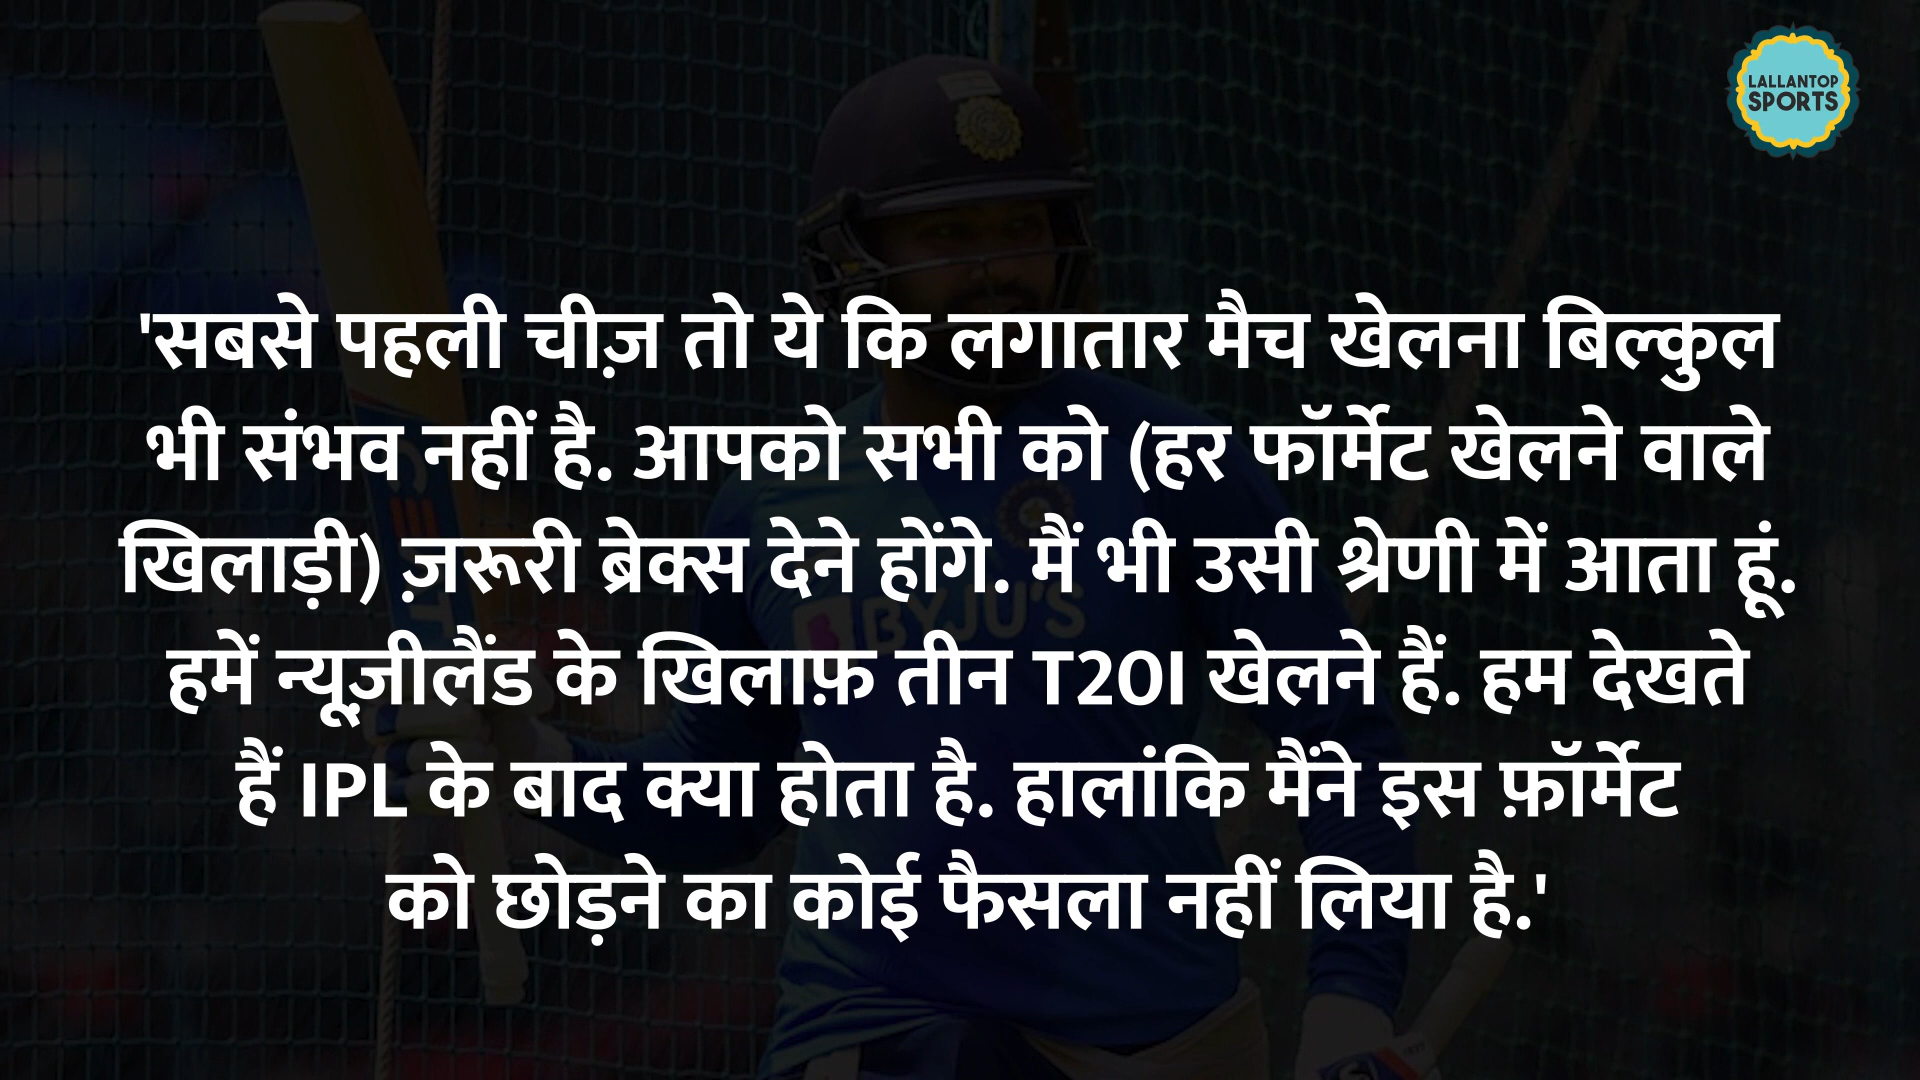 LALLANTOP
SPORTS
'सबसे पहली चीज़ तो ये कि लगातार मैच खेलना बिल्कुल
भी संभव नहीं है. आपको सभी को (हर फॉर्मेट खेलने वाले
खिलाड़ी) ज़रूरी ब्रेक्स देने होंगे. मैं भी उसी श्रेणी में आता हूं.
हमें न्यूज़ीलैंड के खिलाफ़ तीन T20I खेलने हैं. हम देखते
हैं IPL के बाद क्या होता है. हालांकि मैंने इस फ़ॉर्मेट
को छोड़ने का कोई फैसला नहीं लिया है.'
BYJU'S